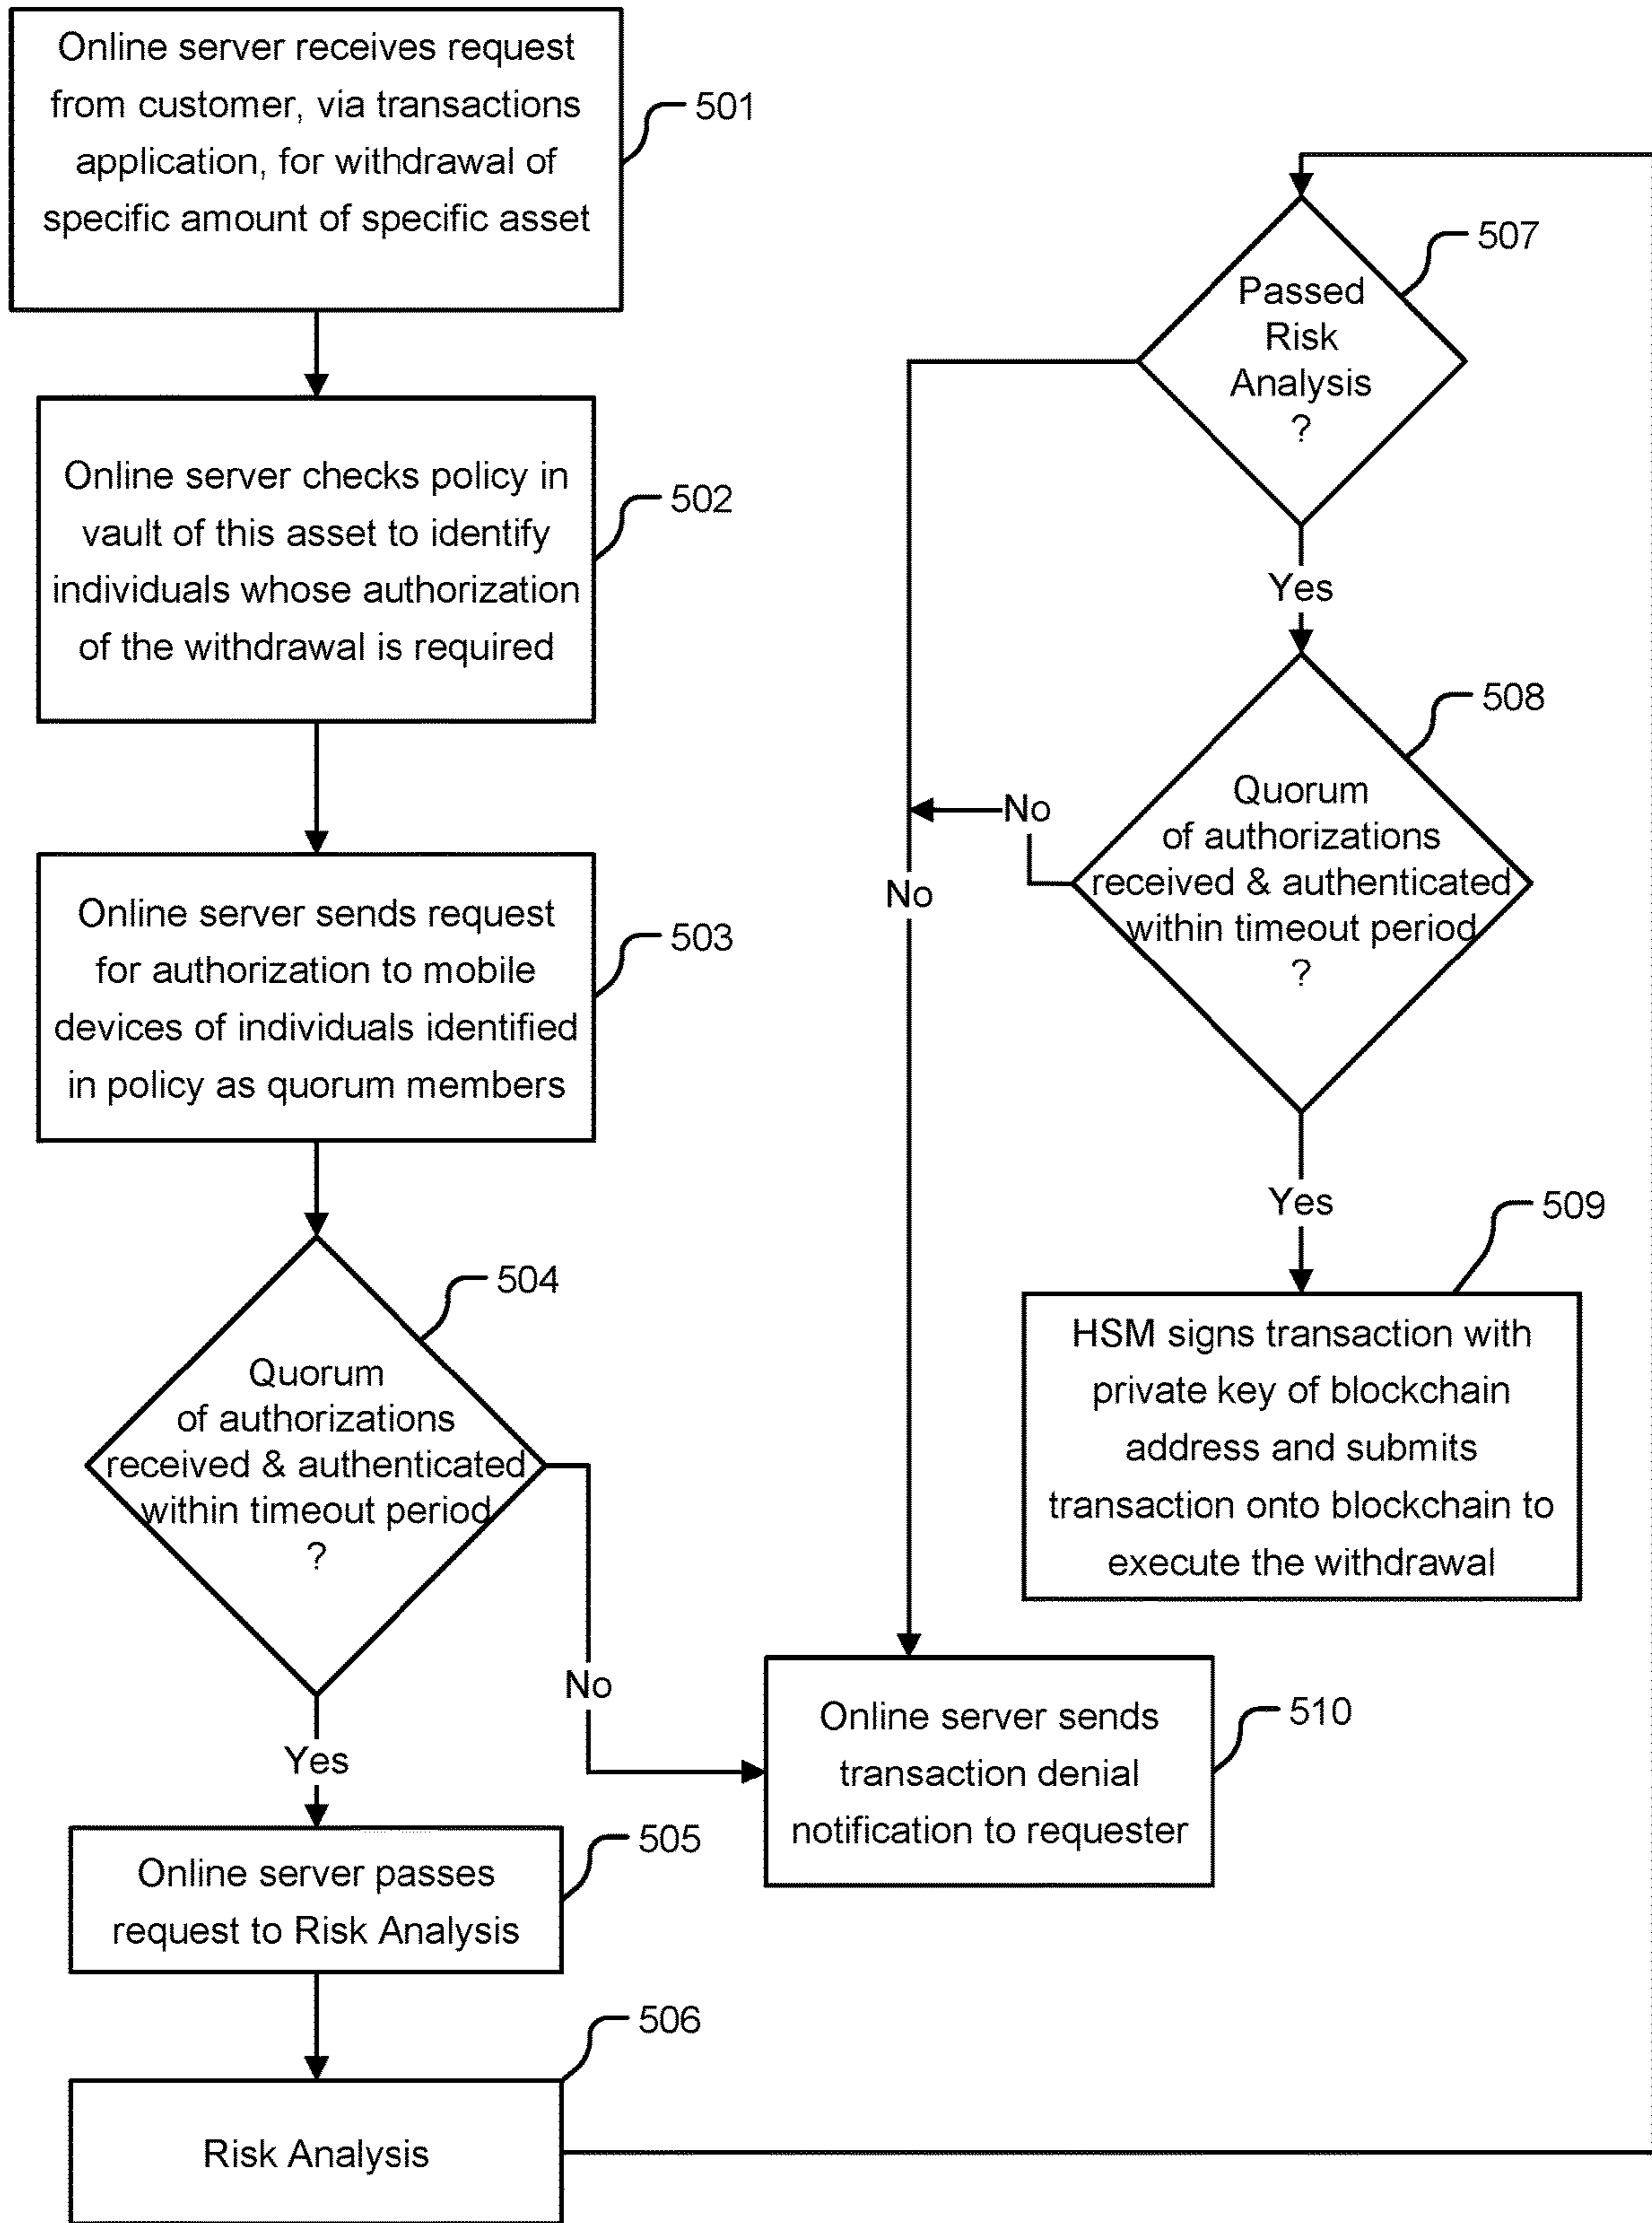 Online server receives request
from customer, via transactions
application, for withdrawal of
specific amount of specific asset
501
Online server checks policy in
vault of this asset to identify
individuals whose authorization
of the withdrawal is required
502
Online server sends request
for authorization to mobile
devices of individuals identified
in policy as quorum members
503
504
Quorum
of authorizations
received & authenticated
within timeout period
?
No
Yes
505
Online server passes
request to Risk Analysis
506
Risk Analysis
507
Passed
Risk
Analysis
?
Yes
No
508
Quorum
of authorizations
received & authenticated
within timeout period
?
No
Yes
509
HSM signs transaction with
private key of blockchain
address and submits
transaction onto blockchain to
execute the withdrawal
510
Online server sends
transaction denial
notification to requester